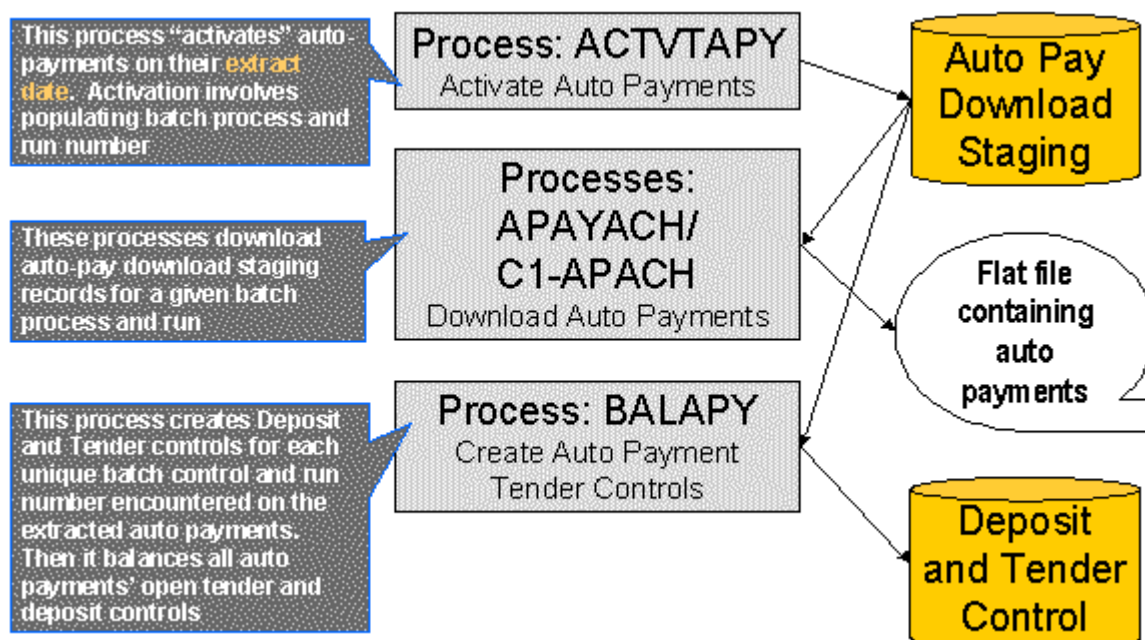 This process “activates” auto-
payments on their extract
date. Activation involves
populating batch process and
run number
Process: ACTVTAPY
Activate Auto Payments
Auto Pay
Download
Staging
These processes download
auto-pay download staging
records for a given batch
process and run
Processes:
APAYACH/
C1-APACH
Download Auto Payments
Flat file
containing
auto
payments
This process creates Deposit
and Tender controls for each
unique batch control and run
number encountered on the
extracted auto payments.
Then it balances all auto
payments’ open tender and
deposit controls
Process: BALAPY
Create Auto Payment
Tender Controls
Deposit
and Tender
Control